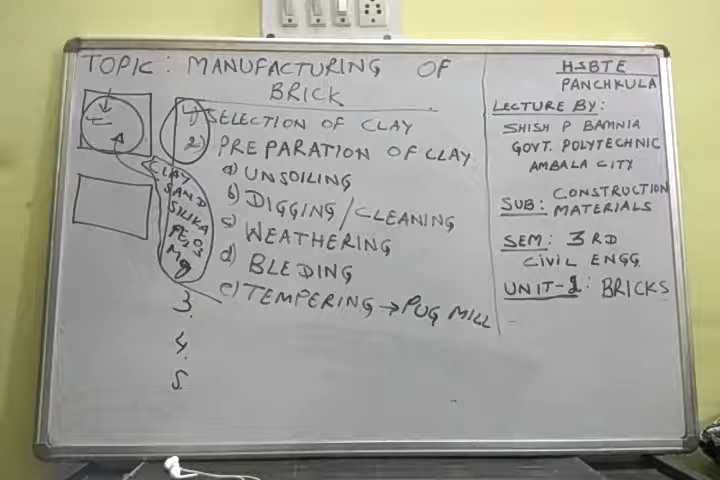 TOPIC: MANUFACTURING OF
BRICK
1) SELECTION OF CLAY
2) PREPARATION OF CLAY
a) UNSOILING
b) DIGGING/CLEANING
c) WEATHERING
d) BLEDING
e) TEMPERING → PUG MILL
3.
4.
5.
CLAY
SAND
SILIKA
FE2O3
Mg
HSBTE
PANCHKULA
LECTURE BY:
SHISH P BAMNIA
GOVT. POLYTECHNIC
AMBALA CITY
SUB: CONSTRUCTION
MATERIALS
SEM: 3RD
CIVIL ENGG.
UNIT-1: BRICKS